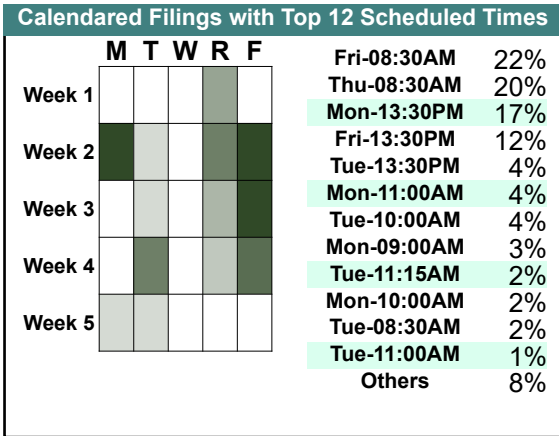 Calendared Filings with Top 12 Scheduled Times
M T W R F
Week 1
Week 2
Week 3
Week 4
Week 5
Fri-08:30AM 22%
Thu-08:30AM 20%
Mon-13:30PM 17%
Fri-13:30PM 12%
Tue-13:30PM 4%
Mon-11:00AM 4%
Tue-10:00AM 4%
Mon-09:00AM 3%
Tue-11:15AM 2%
Mon-10:00AM 2%
Tue-08:30AM 2%
Tue-11:00AM 1%
Others 8%